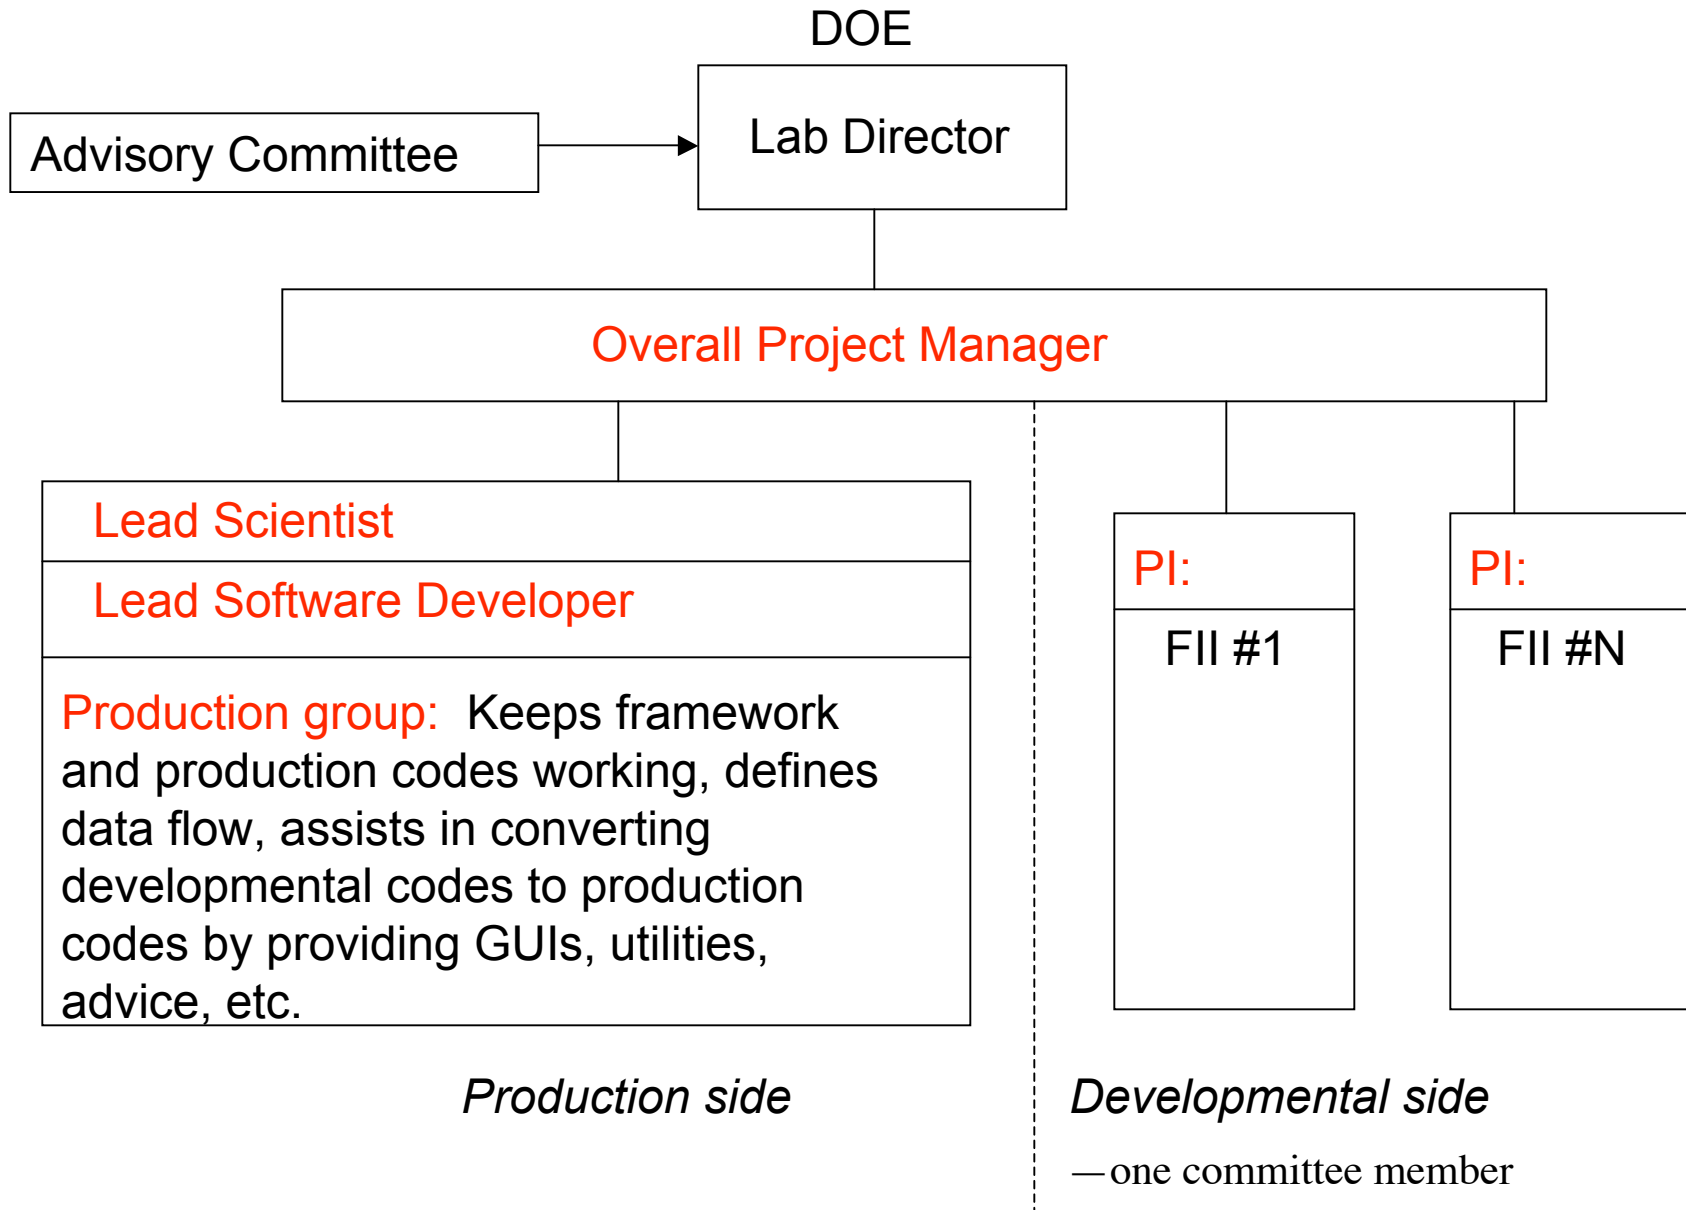 DOE
Advisory Committee
Lab Director
Overall Project Manager
Lead Scientist
Lead Software Developer
Production group: Keeps framework
and production codes working, defines
data flow, assists in converting
developmental codes to production
codes by providing GUIs, utilities,
advice, etc.
PI:
FII #1
PI:
FII #N
Production side
Developmental side
—one committee member